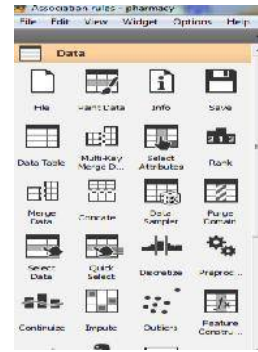 Association rules - pharmacy
File Edit View Widget Options Help
Data
File Paint Data Info Save
Data Table Multi-Key Merge D... Select Attributes Rank
Merge Data Concate... Data Sampler Purge Domain
Select Data Quick Select Discretize Preproc...
Continuize Impute Outliers Feature Constru...